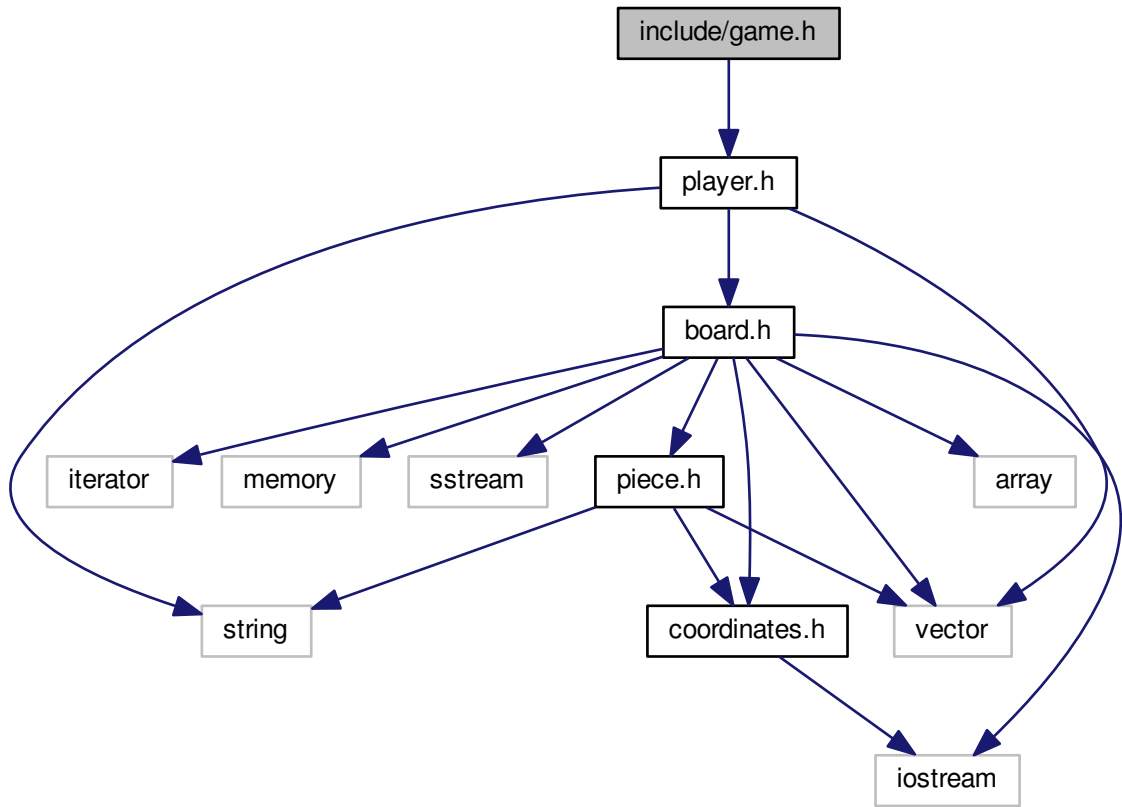 include/game.h
player.h
board.h
iterator
memory
sstream
piece.h
array
string
coordinates.h
vector
iostream